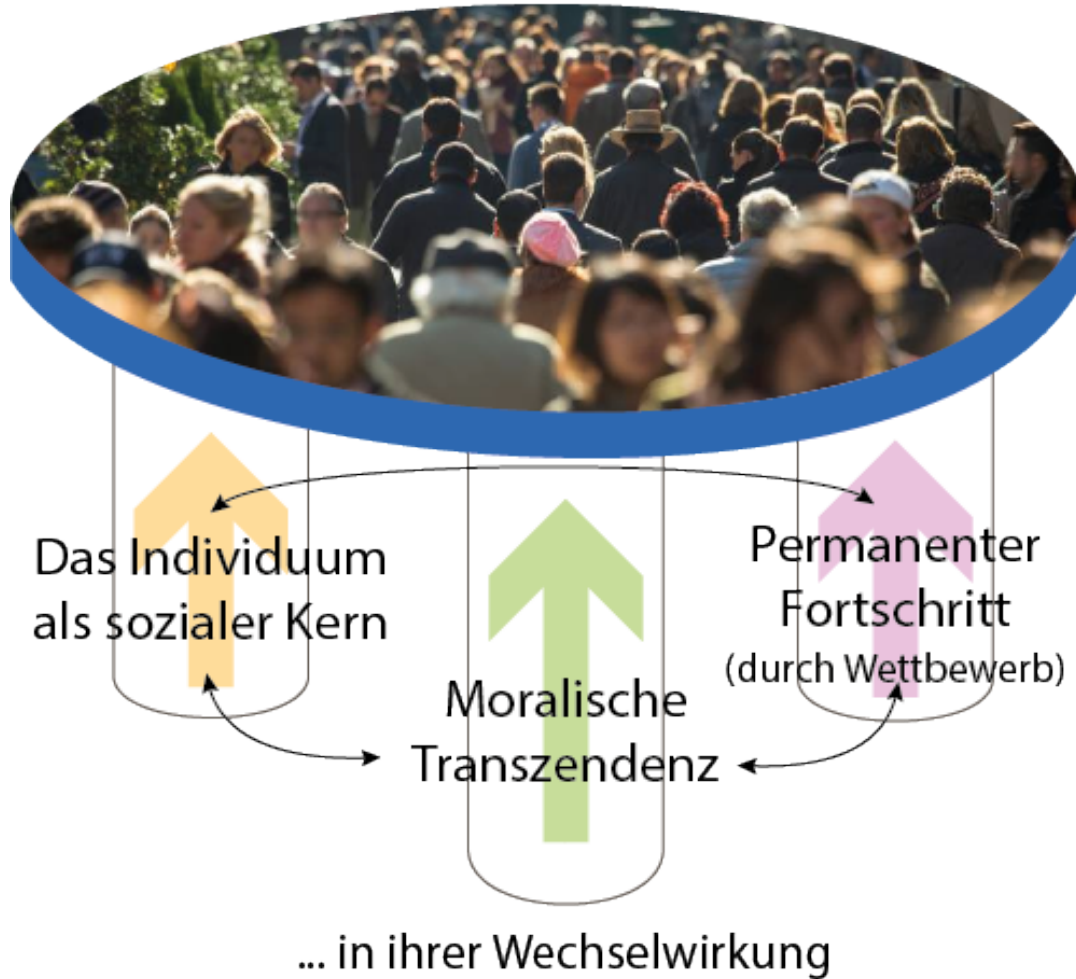 Das Individuum
als sozialer Kern
Moralische
Transzendenz
Permanenter
Fortschritt
(durch Wettbewerb)
... in ihrer Wechselwirkung